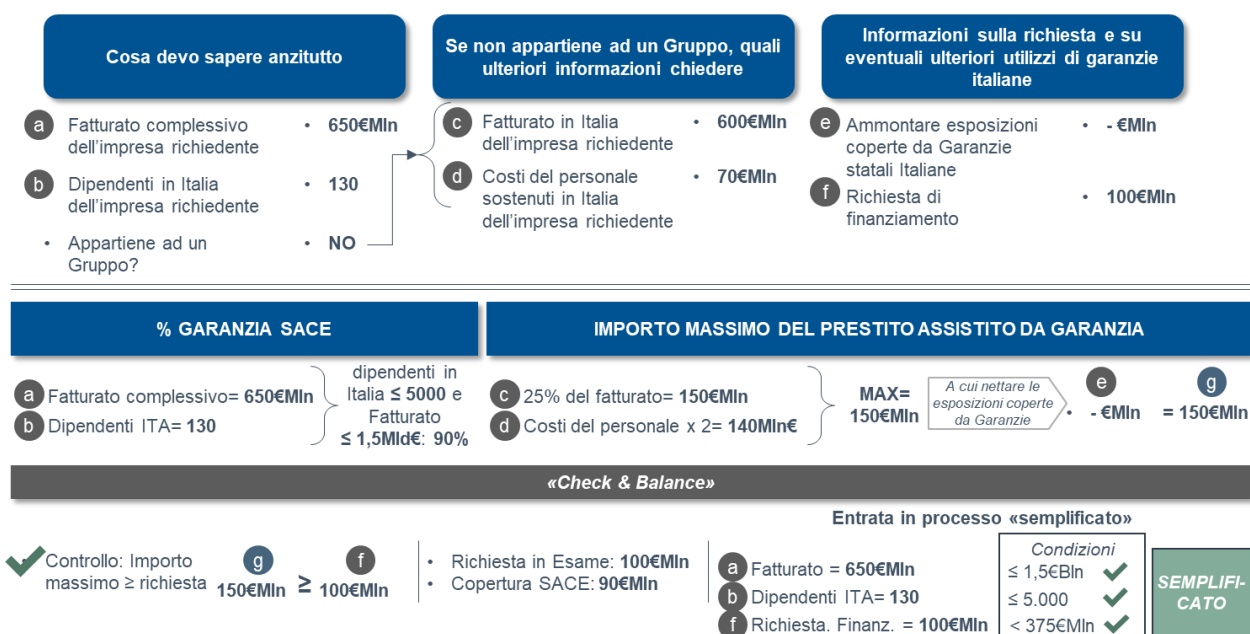 Cosa devo sapere anzitutto
Se non appartiene ad un Gruppo, quali
ulteriori informazioni chiedere
Informazioni sulla richiesta e su
eventuali ulteriori utilizzi di garanzie
italiane
a Fatturato complessivo
dell'impresa richiedente
• 650€Mln
b Dipendenti in Italia
dell'impresa richiedente
• 130
• Appartiene ad un
Gruppo?
• NO
c Fatturato in Italia
dell'impresa richiedente
• 600€Mln
d Costi del personale
sostenuti in Italia
dell'impresa richiedente
• 70€Mln
e Ammontare esposizioni
coperte da Garanzie
statali Italiane
• - €Mln
f Richiesta di
finanziamento
• 100€Mln
% GARANZIA SACE
IMPORTO MASSIMO DEL PRESTITO ASSISTITO DA GARANZIA
a Fatturato complessivo= 650€Mln
b Dipendenti ITA= 130
dipendenti in
Italia ≤ 5000 e
Fatturato
≤ 1,5Mld€: 90%
c 25% del fatturato= 150€Mln
d Costi del personale x 2= 140Mln€
MAX=
150€Mln
A cui nettare le
esposizioni coperte
da Garanzie
e
• - €Mln
g
= 150€Mln
«Check & Balance»
Controllo: Importo
massimo ≥ richiesta
g
150€Mln
≥
f
100€Mln
• Richiesta in Esame: 100€Mln
• Copertura SACE: 90€Mln
Entrata in processo «semplificato»
a Fatturato = 650€Mln
b Dipendenti ITA= 130
f Richiesta. Finanz. = 100€Mln
Condizioni
≤ 1,5€Bln
≤ 5.000
< 375€Mln
SEMPLIFI-
CATO